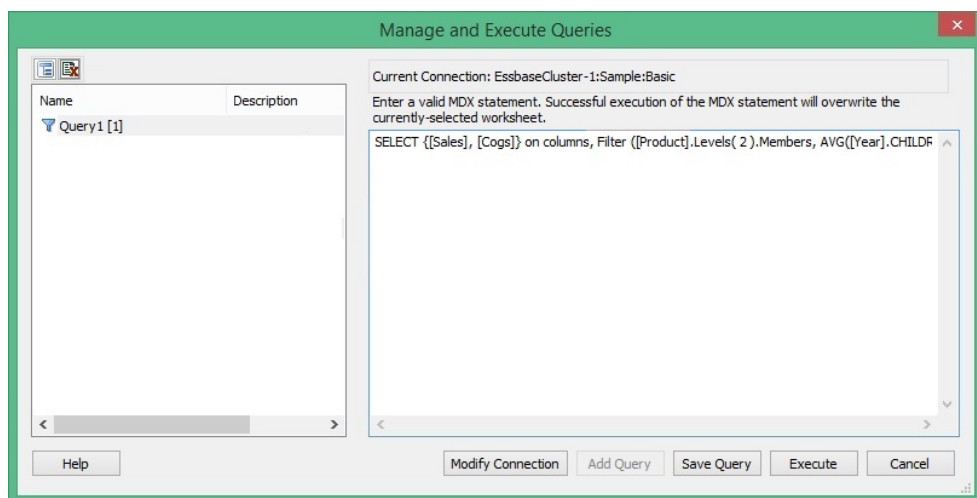 Manage and Execute Queries
Name Description
Query1 [1]
Current Connection: EssbaseCluster-1:Sample:Basic
Enter a valid MDX statement. Successful execution of the MDX statement will overwrite the
currently-selected worksheet.
SELECT {[Sales], [Cogs]} on columns, Filter ([Product].Levels( 2 ).Members, AVG([Year].CHILDR
Help Modify Connection Add Query Save Query Execute Cancel